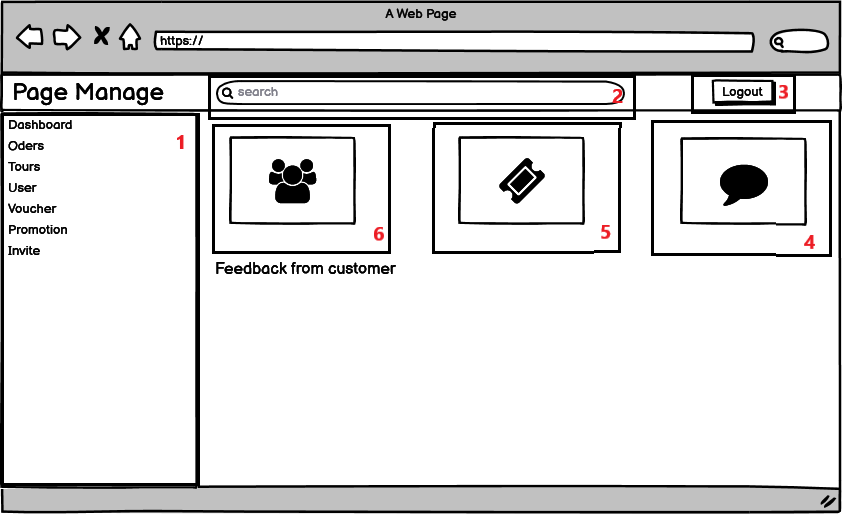 A Web Page
https://
Page Manage
search
2
Logout
3
Dashboard
1
Oders
Tours
User
Voucher
Promotion
Invite
6
5
4
Feedback from customer